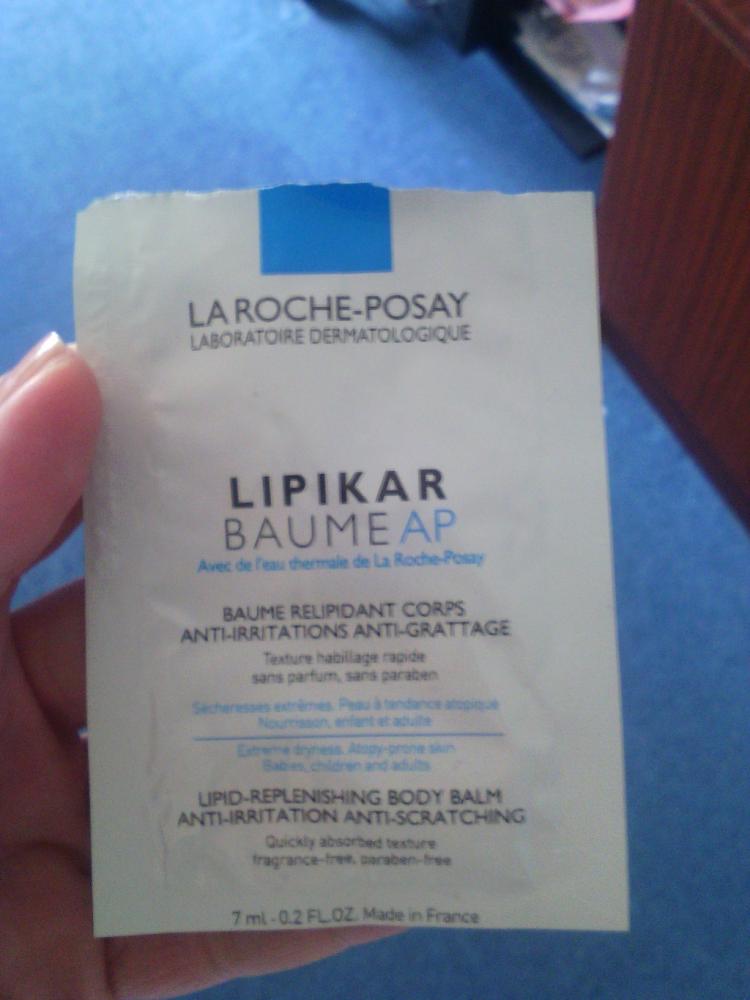 LA ROCHE-POSAY
LABORATOIRE DERMATOLOGIQUE
LIPIKAR
BAUME AP
Avec de l'eau thermale de La Roche-Posay
BAUME RELIPIDANT CORPS
ANTI-IRRITATIONS ANTI-GRATTAGE
Texture habillage rapide
sans parfum, sans paraben
Sécheresses extrêmes. Peau à tendance atopique
Nourrisson, enfant et adulte
Extreme dryness. Atopy-prone skin
Babies, children and adults
LIPID-REPLENISHING BODY BALM
ANTI-IRRITATION ANTI-SCRATCHING
Quickly absorbed texture
fragrance-free, paraben-free
7 ml - 0.2 FL.OZ. Made in France